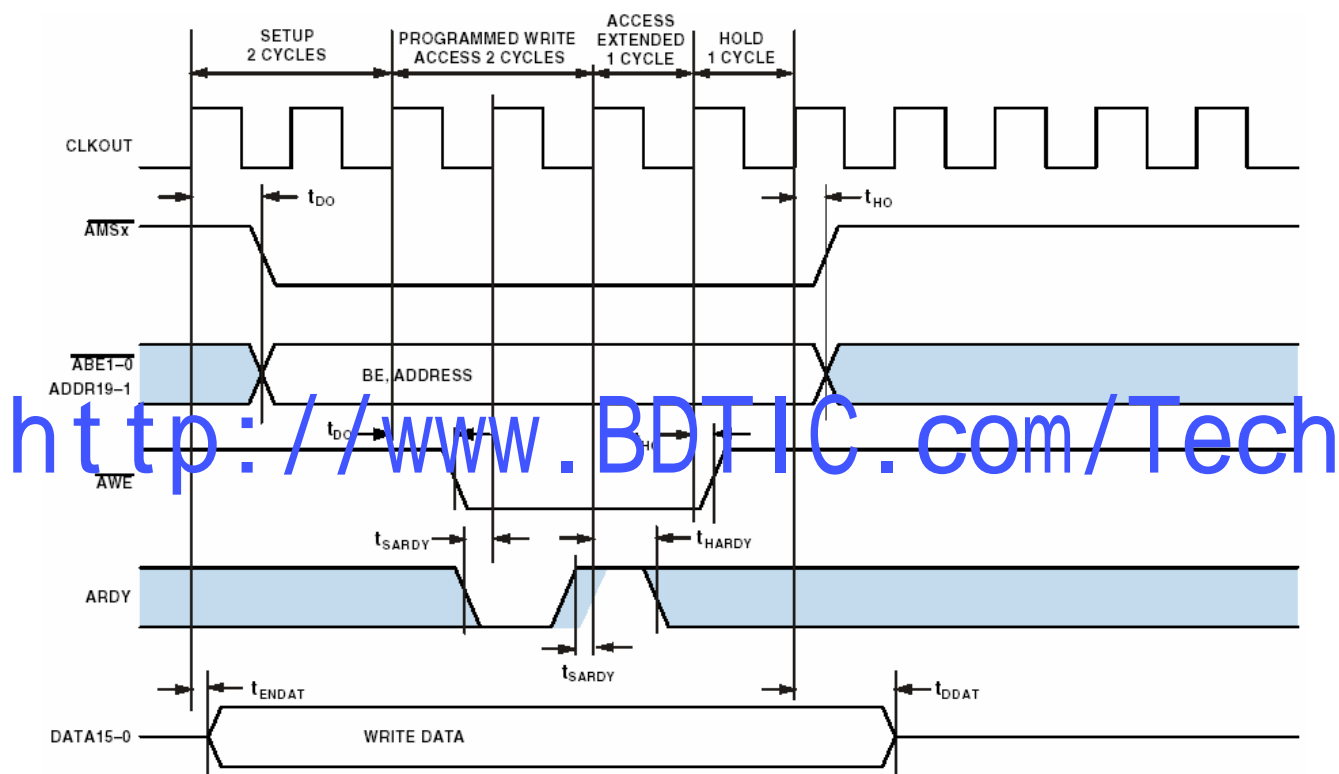 SETUP
2 CYCLES
PROGRAMMED WRITE
ACCESS 2 CYCLES
ACCESS
EXTENDED
1 CYCLE
HOLD
1 CYCLE
CLKOUT
tDO
tHO
AMSx
ABE1–0
ADDR19–1
BE, ADDRESS
http://www.BDTIC.com/Tech
tDO
HO
AWE
tSARDY
tHARDY
ARDY
tSARDY
tENDAT
tDDAT
DATA15–0
WRITE DATA